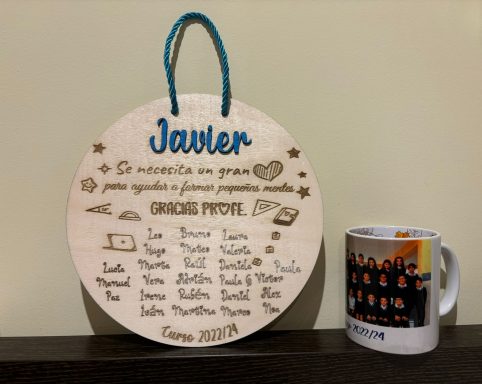 Javier
Se necesita un gran
para ayudar a formar pequeñas mentes
GRACIAS PROFE.
Leo Bruno Laura
Hugo Mateo Valeria
Lucía Marta Raúl Daniela Paula
Manuel Vera Adrián Paula G Victor
Paz Irene Rubén Daniel Alex
Iván Martina Marco Noa
Curso 2022/24
2022/24